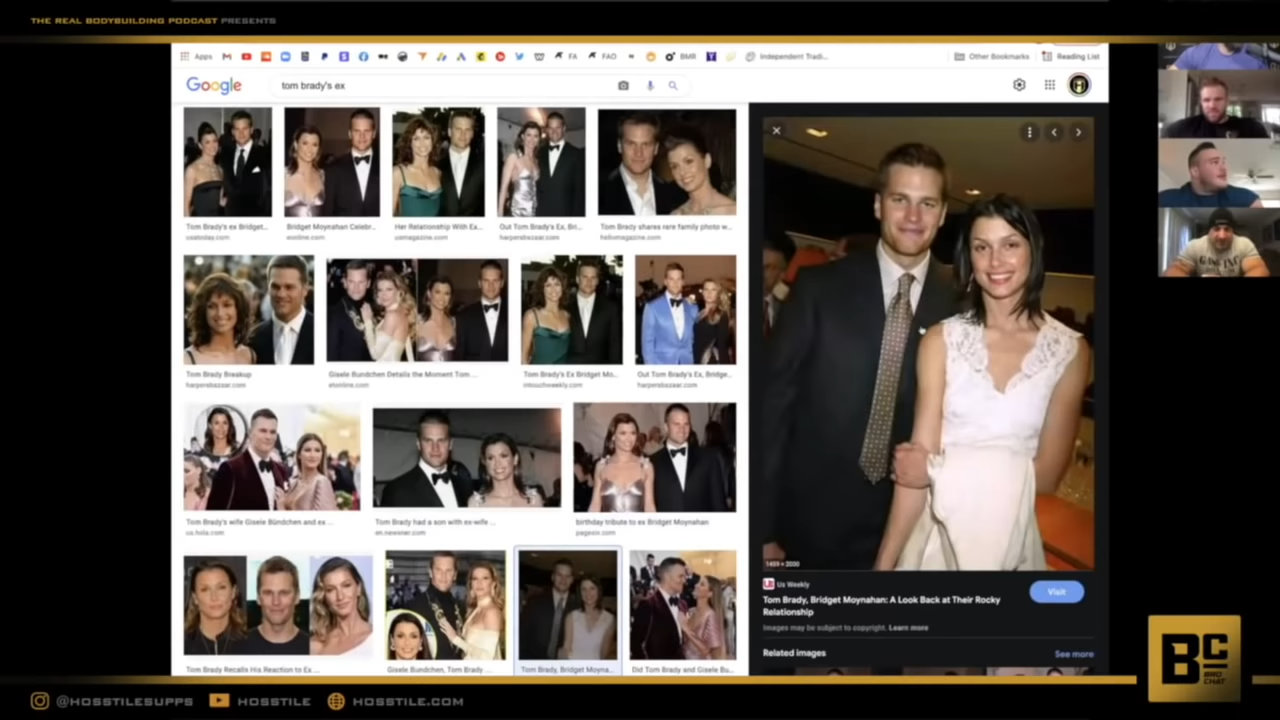 THE REAL BODYBUILDING PODCAST PRESENTS
Apps
FA
FAO
BMR
Independent Tradi...
Other Bookmarks
Reading List
Google
tom brady's ex
Tom Brady's ex Bridget...
usatoday.com
Bridget Moynahan Celebr...
eonline.com
Her Relationship With Ex...
usmagazine.com
Out Tom Brady's Ex, Bri...
harpersbazaar.com
Tom Brady shares rare family photo w...
hellomagazine.com
Tom Brady Breakup
harpersbazaar.com
Gisele Bundchen Details the Moment Tom ...
etonline.com
Tom Brady's Ex Bridget Mo...
intouchweekly.com
Out Tom Brady's Ex, Bridge...
harpersbazaar.com
Tom Brady's wife Gisele Bündchen and ex ...
us.hola.com
Tom Brady had a son with ex-wife ...
en.newsner.com
birthday tribute to ex Bridget Moynahan
pagesix.com
Tom Brady Recalls His Reaction to Ex ...
Gisele Bundchen, Tom Brady ...
Tom Brady, Bridget Moyna...
Did Tom Brady and Gisele Bu...
1459 × 2000
Us Weekly
Tom Brady, Bridget Moynahan: A Look Back at Their Rocky
Relationship
Visit
Images may be subject to copyright. Learn more
Related images
See more
BC
BRO
CHAT
@HOSSTILESUPPS
HOSSTILE
HOSSTILE.COM